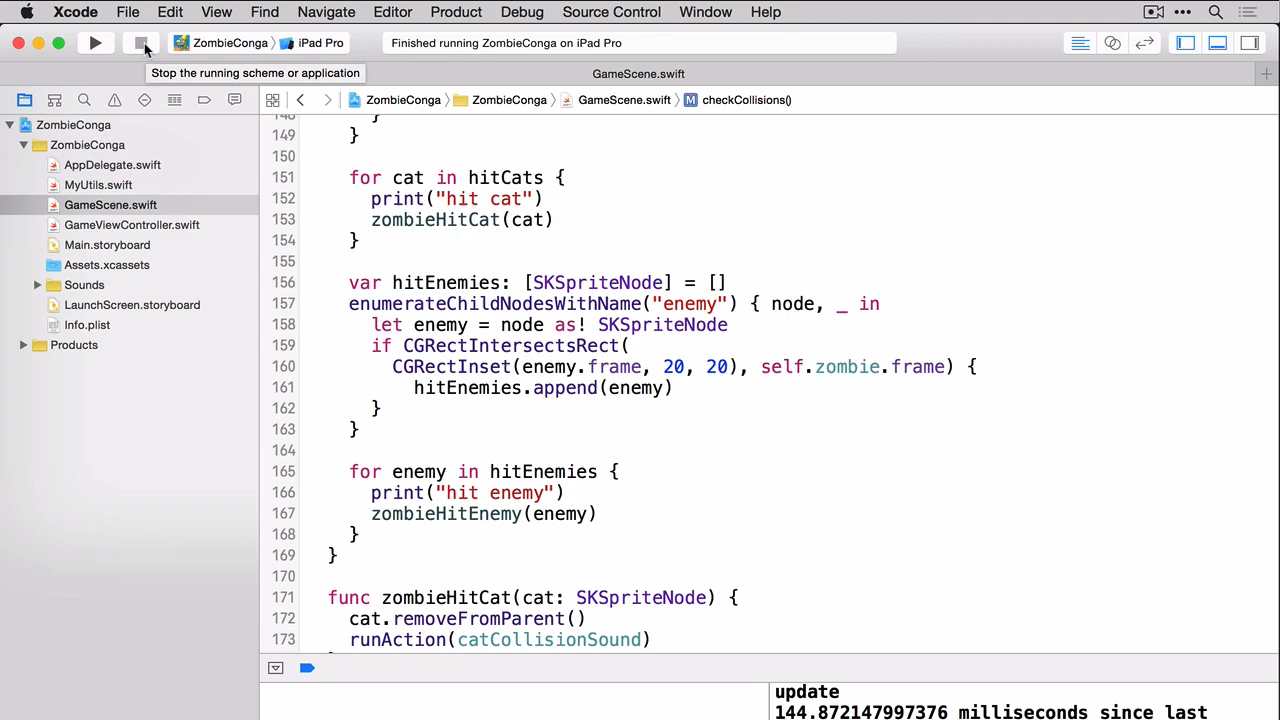 Xcode File Edit View Find Navigate Editor Product Debug Source Control Window Help
ZombieConga iPad Pro Finished running ZombieConga on iPad Pro
Stop the running scheme or application
GameScene.swift
ZombieConga ZombieConga GameScene.swift M checkCollisions()
ZombieConga
ZombieConga
AppDelegate.swift
MyUtils.swift
GameScene.swift
GameViewController.swift
Main.storyboard
Assets.xcassets
Sounds
LaunchScreen.storyboard
Info.plist
Products
148 }
149 }
150
151 for cat in hitCats {
152 print("hit cat")
153 zombieHitCat(cat)
154 }
155
156 var hitEnemies: [SKSpriteNode] = []
157 enumerateChildNodesWithName("enemy") { node, _ in
158 let enemy = node as! SKSpriteNode
159 if CGRectIntersectsRect(
160 CGRectInset(enemy.frame, 20, 20), self.zombie.frame) {
161 hitEnemies.append(enemy)
162 }
163 }
164
165 for enemy in hitEnemies {
166 print("hit enemy")
167 zombieHitEnemy(enemy)
168 }
169 }
170
171 func zombieHitCat(cat: SKSpriteNode) {
172 cat.removeFromParent()
173 runAction(catCollisionSound)
update
144.872147997376 milliseconds since last